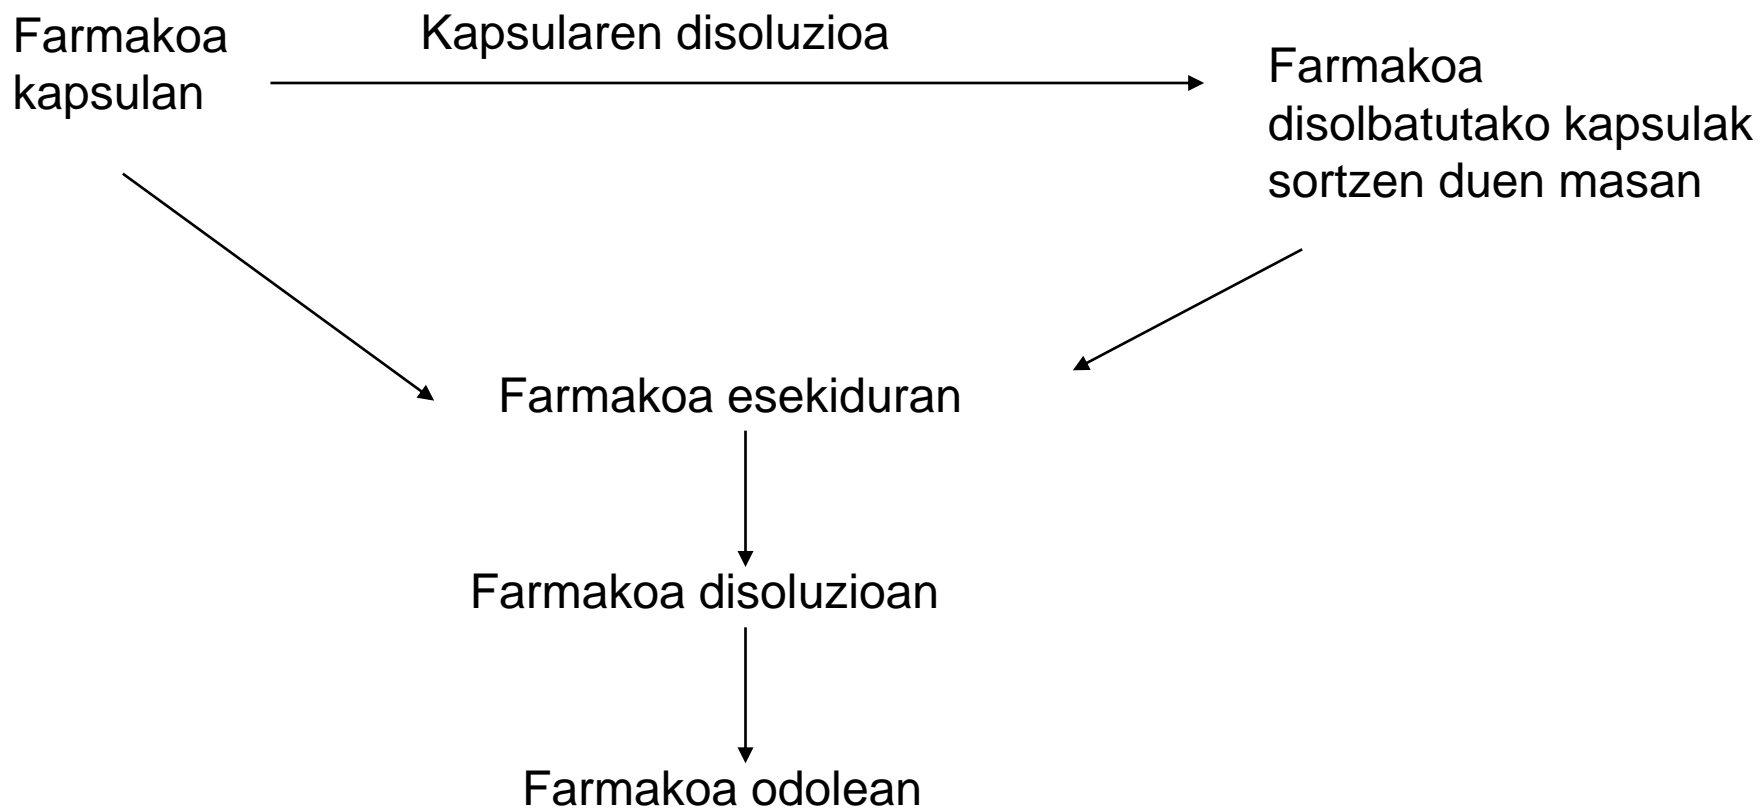 Farmakoa
kapsulan
Kapsularen disoluzioa
Farmakoa
disolbatutako kapsulak
sortzen duen masan
Farmakoa esekiduran
Farmakoa disoluzioan
Farmakoa odolean